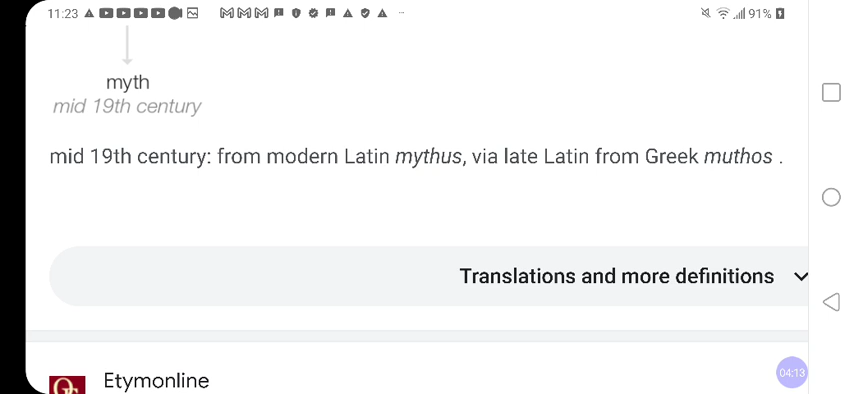 11:23 91%
myth
mid 19th century
mid 19th century: from modern Latin mythus, via late Latin from Greek muthos .
Translations and more definitions
Etymonline
04:13